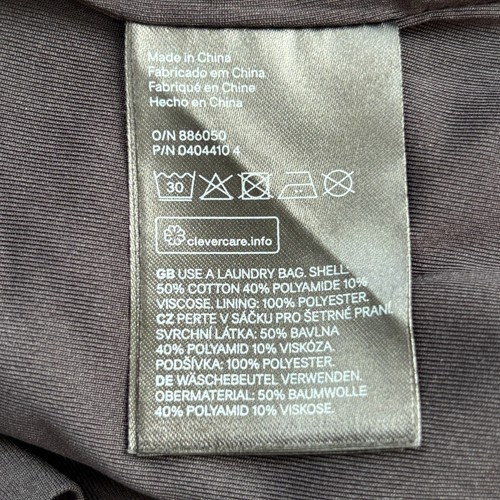 Made in China
Fabricado em China
Fabriqué en Chine
Hecho en China
O/N 886050
P/N 0404410 4
30
clevercare.info
GB USE A LAUNDRY BAG. SHELL:
50% COTTON 40% POLYAMIDE 10%
VISCOSE. LINING: 100% POLYESTER.
CZ PERTE V SÁČKU PRO ŠETRNÉ PRANÍ.
SVRCHNÍ LÁTKA: 50% BAVLNA
40% POLYAMID 10% VISKÓZA.
PODŠÍVKA: 100% POLYESTER.
DE WÄSCHEBEUTEL VERWENDEN.
OBERMATERIAL: 50% BAUMWOLLE
40% POLYAMID 10% VISKOSE.